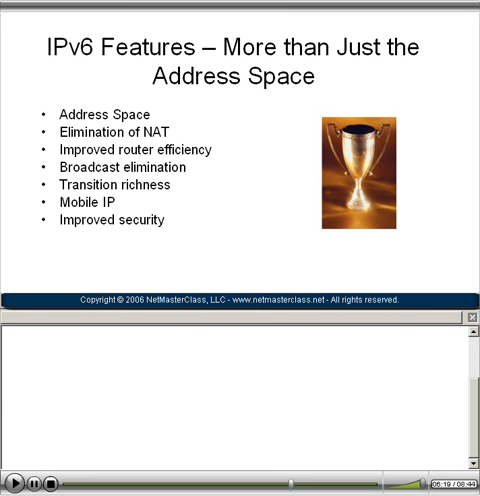 IPv6 Features – More than Just the
Address Space
• Address Space
• Elimination of NAT
• Improved router efficiency
• Broadcast elimination
• Transition richness
• Mobile IP
• Improved security
Copyright © 2006 NetMasterClass, LLC - www.netmasterclass.net - All rights reserved.
06:19 / 08:44